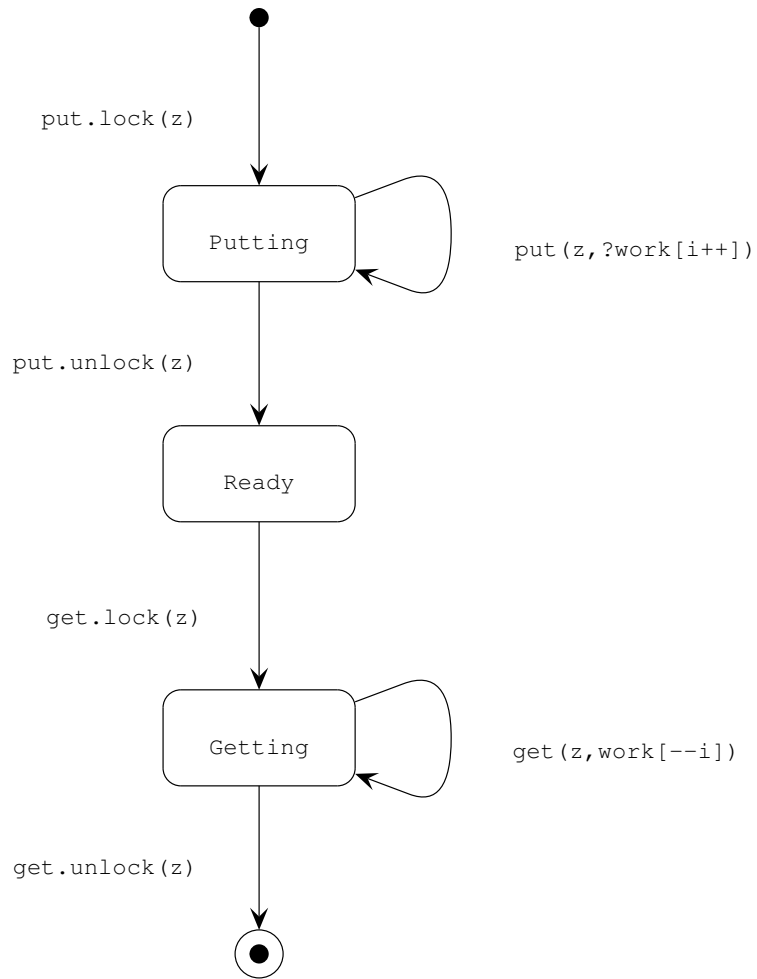 put.lock(z)
Putting
put(z,?work[i++])
put.unlock(z)
Ready
get.lock(z)
Getting
get(z,work[--i])
get.unlock(z)